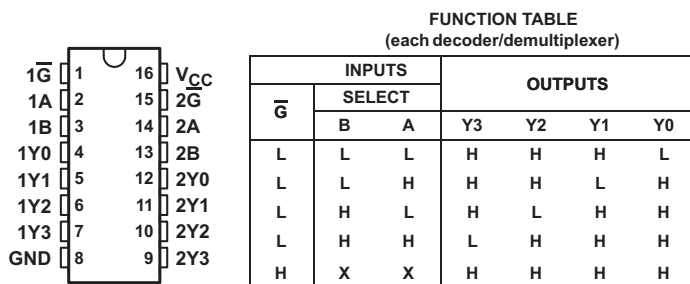 1G̅ 1 16 VCC
1A 2 15 2G̅
1B 3 14 2A
1Y0 4 13 2B
1Y1 5 12 2Y0
1Y2 6 11 2Y1
1Y3 7 10 2Y2
GND 8 9 2Y3
FUNCTION TABLE
(each decoder/demultiplexer)
INPUTS OUTPUTS
G̅ SELECT
B A Y3 Y2 Y1 Y0
L L L H H H L
L L H H H L H
L H L H L H H
L H H L H H H
H X X H H H H